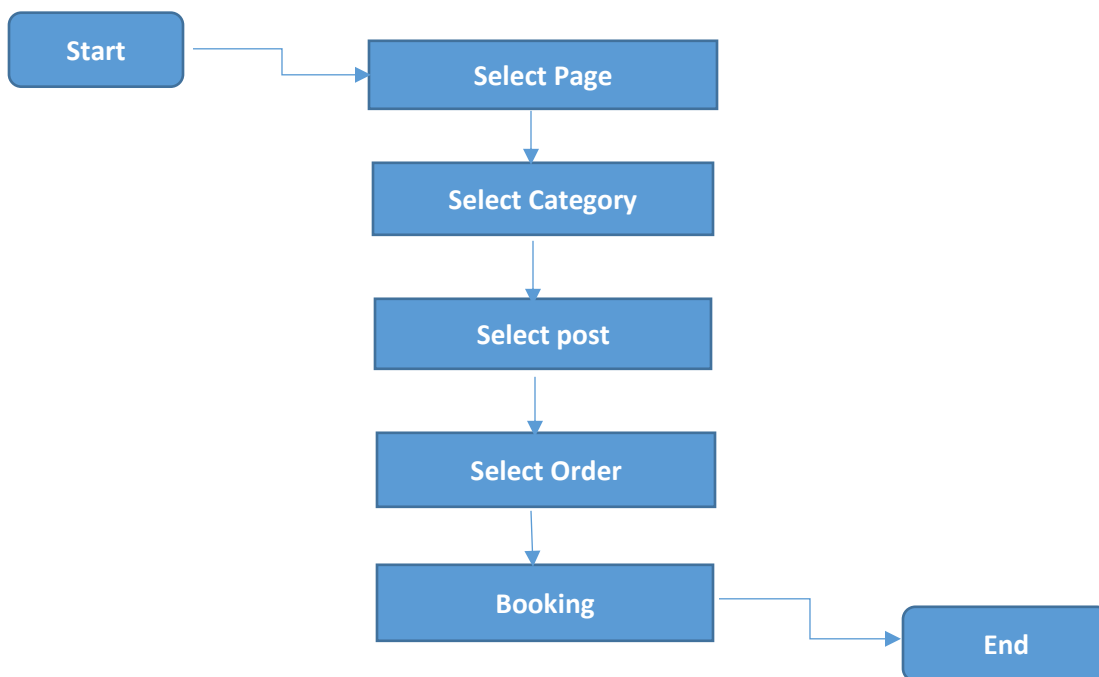 Start
Select Page
Select Category
Select post
Select Order
Booking
End